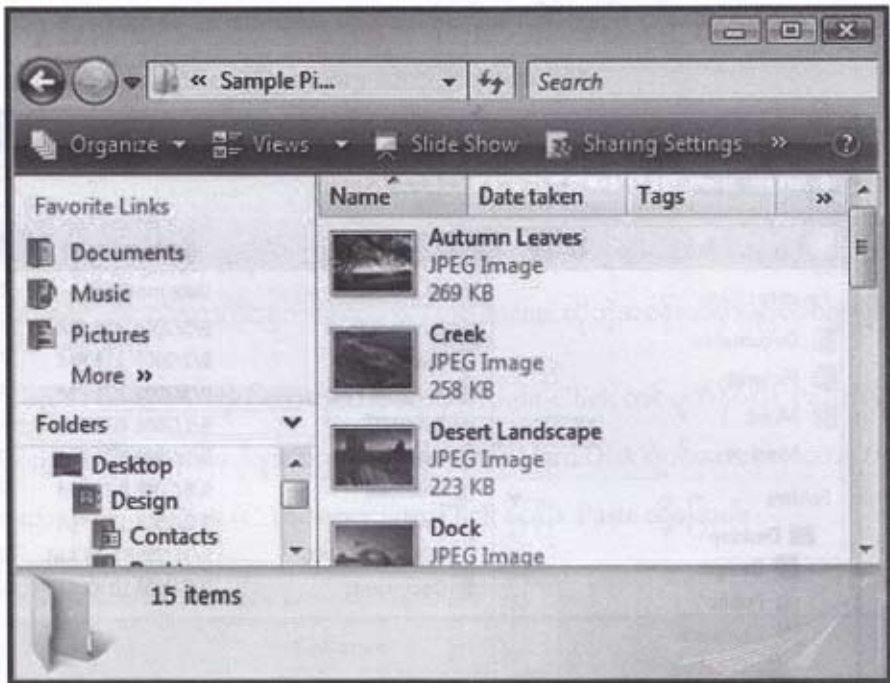 « Sample Pi...
Search
Organize Views Slide Show Sharing Settings » ?
Favorite Links
Documents
Music
Pictures
More »
Folders
Desktop
Design
Contacts
Name Date taken Tags »
Autumn Leaves
JPEG Image
269 KB
Creek
JPEG Image
258 KB
Desert Landscape
JPEG Image
223 KB
Dock
JPEG Image
15 items